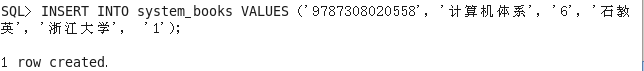 SQL> INSERT INTO system_books VALUES ('9787308020558', '计算机体系', '6', '石教
英', '浙江大学', '1');
1 row created.